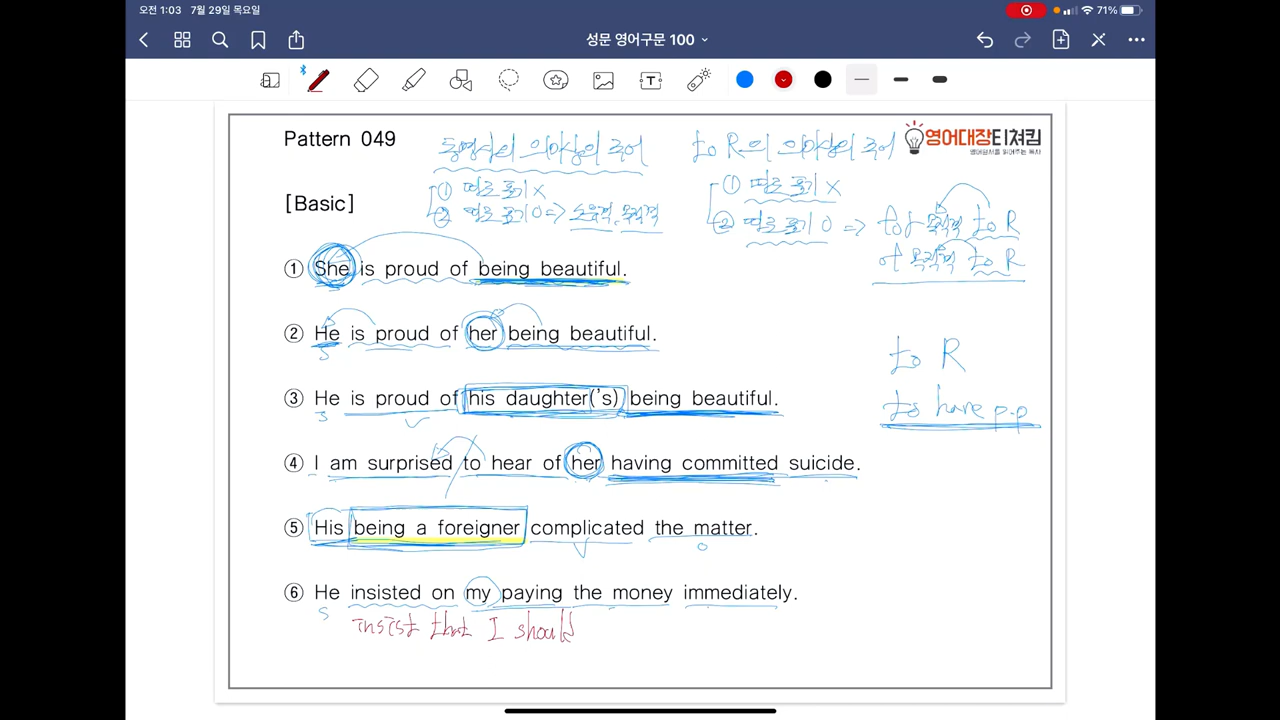 오전 1:03 7월 29일 목요일
71%
성문 영어구문 100
Pattern 049
동명사의 의미상의 주어
to R의 의미상의 주어
영어대장티쳐킴
① 따로 표기 X
① 따로 표기 X
[Basic]
② 따로 표기 O => 소유격, 목적격
② 따로 표기 O => for 목적격 to R
of 목적격 to R
① She is proud of being beautiful.
② He is proud of her being beautiful.
S
to R
③ He is proud of his daughter('s) being beautiful.
S
to have p.p
④ I am surprised to hear of her having committed suicide.
⑤ His being a foreigner complicated the matter.
V
O
⑥ He insisted on my paying the money immediately.
S
insist that I should